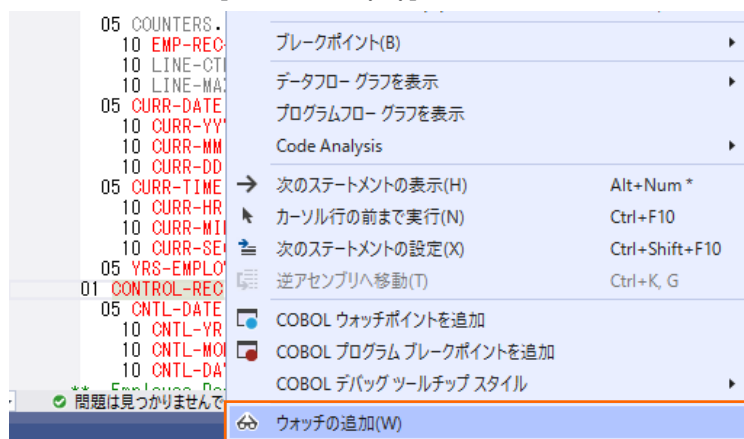 05 COUNTERS.
10 EMP-REC-
10 LINE-CTI
10 LINE-MA
05 CURR-DATE
10 CURR-YY
10 CURR-MM
10 CURR-DD
05 CURR-TIME
10 CURR-HR
10 CURR-MI
10 CURR-SE
05 YRS-EMPLO
01 CONTROL-REC
05 CNTL-DATE
10 CNTL-YR
10 CNTL-MO
10 CNTL-DA
問題は見つかりませんで
ブレークポイント(B)
データフロー グラフを表示
プログラムフロー グラフを表示
Code Analysis
次のステートメントの表示(H) Alt+Num *
カーソル行の前まで実行(N) Ctrl+F10
次のステートメントの設定(X) Ctrl+Shift+F10
逆アセンブリへ移動(T) Ctrl+K, G
COBOL ウォッチポイントを追加
COBOL プログラム ブレークポイントを追加
COBOL デバッグ ツールチップ スタイル
ウォッチの追加(W)